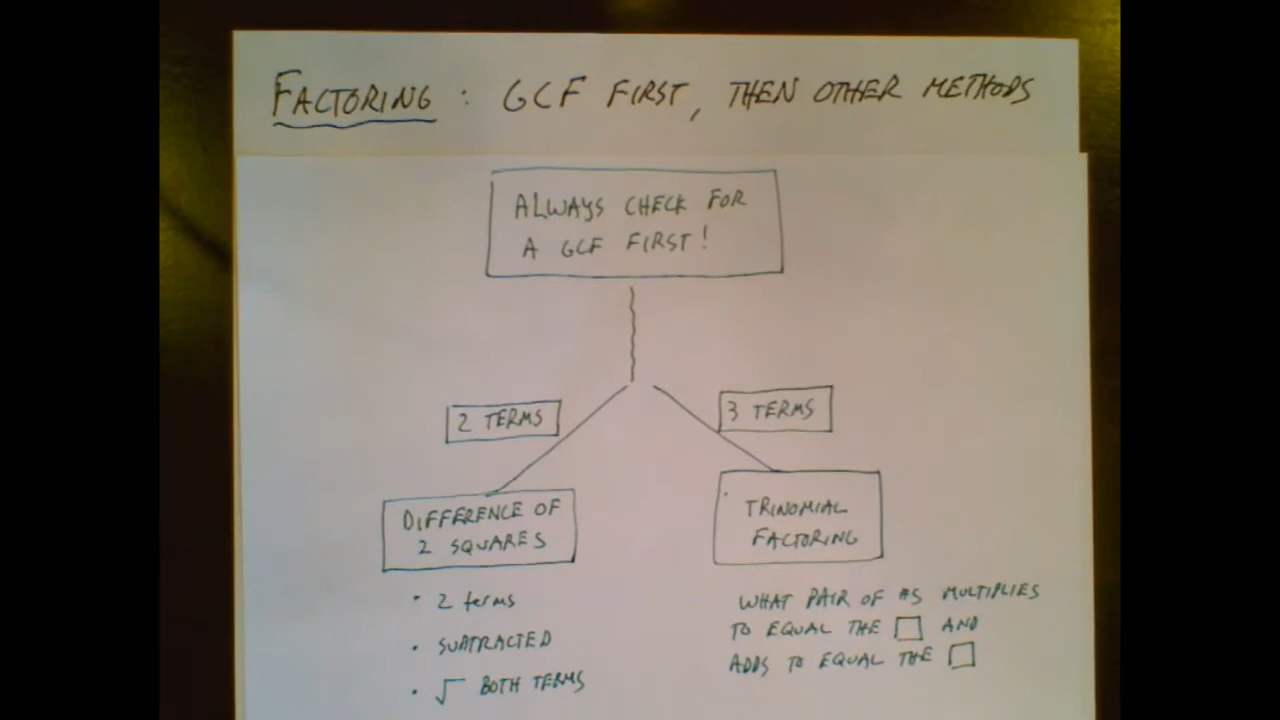 FACTORING : GCF FIRST, THEN OTHER METHODS
ALWAYS CHECK FOR
A GCF FIRST!
2 TERMS
3 TERMS
DIFFERENCE OF
2 SQUARES
• 2 terms
• SUBTRACTED
• √ BOTH TERMS
TRINOMIAL
FACTORING
WHAT PAIR OF #S MULTIPLIES
TO EQUAL THE □ AND
ADDS TO EQUAL THE □